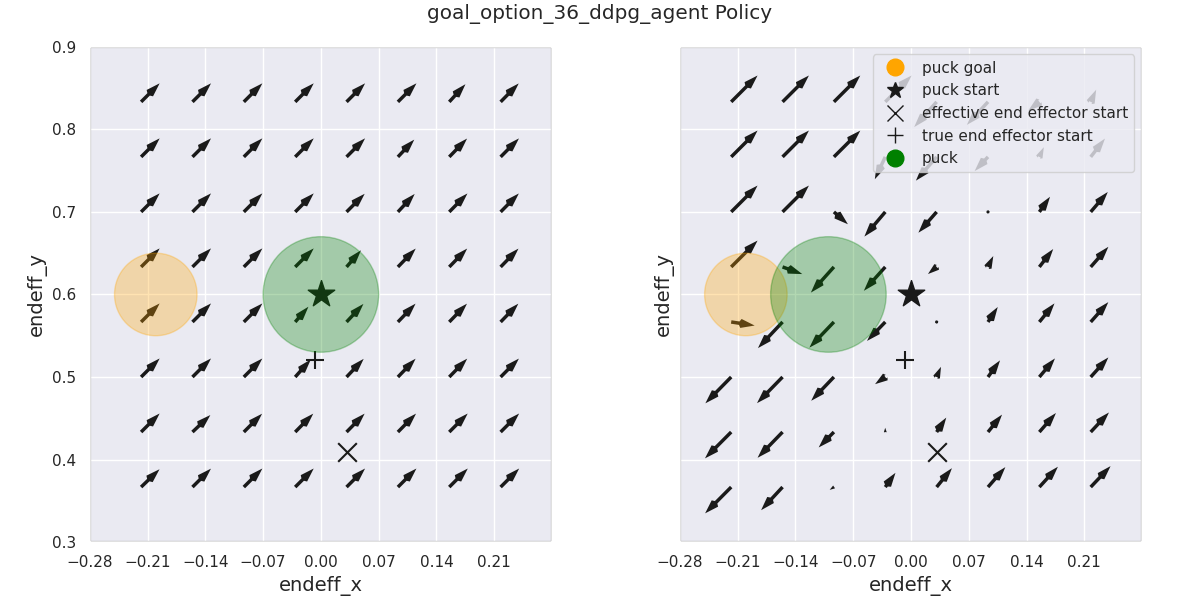 goal_option_36_ddpg_agent Policy
0.9
0.8
0.7
0.6
0.5
0.4
0.3
endeff_y
−0.28 −0.21 −0.14 −0.07 0.00 0.07 0.14 0.21
endeff_x
endeff_y
puck goal
puck start
effective end effector start
true end effector start
puck
−0.28 −0.21 −0.14 −0.07 0.00 0.07 0.14 0.21
endeff_x